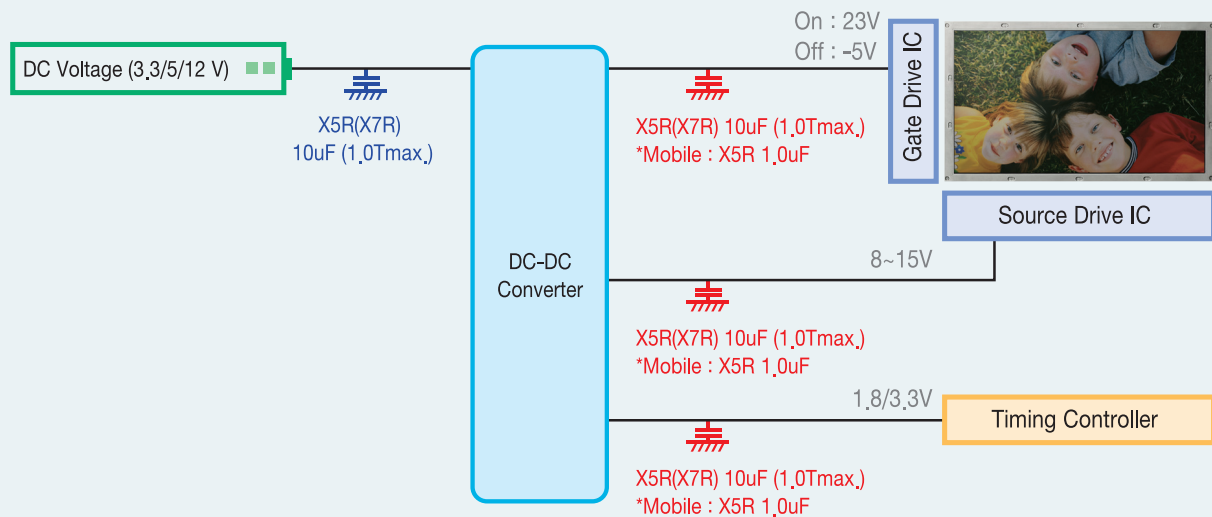 On : 23V
Off : -5V
DC Voltage (3.3/5/12 V)
X5R(X7R)
10uF (1.0Tmax.)
X5R(X7R) 10uF (1.0Tmax.)
*Mobile : X5R 1.0uF
Gate Drive IC
Source Drive IC
DC-DC
Converter
8~15V
X5R(X7R) 10uF (1.0Tmax.)
*Mobile : X5R 1.0uF
1.8/3.3V
Timing Controller
X5R(X7R) 10uF (1.0Tmax.)
*Mobile : X5R 1.0uF